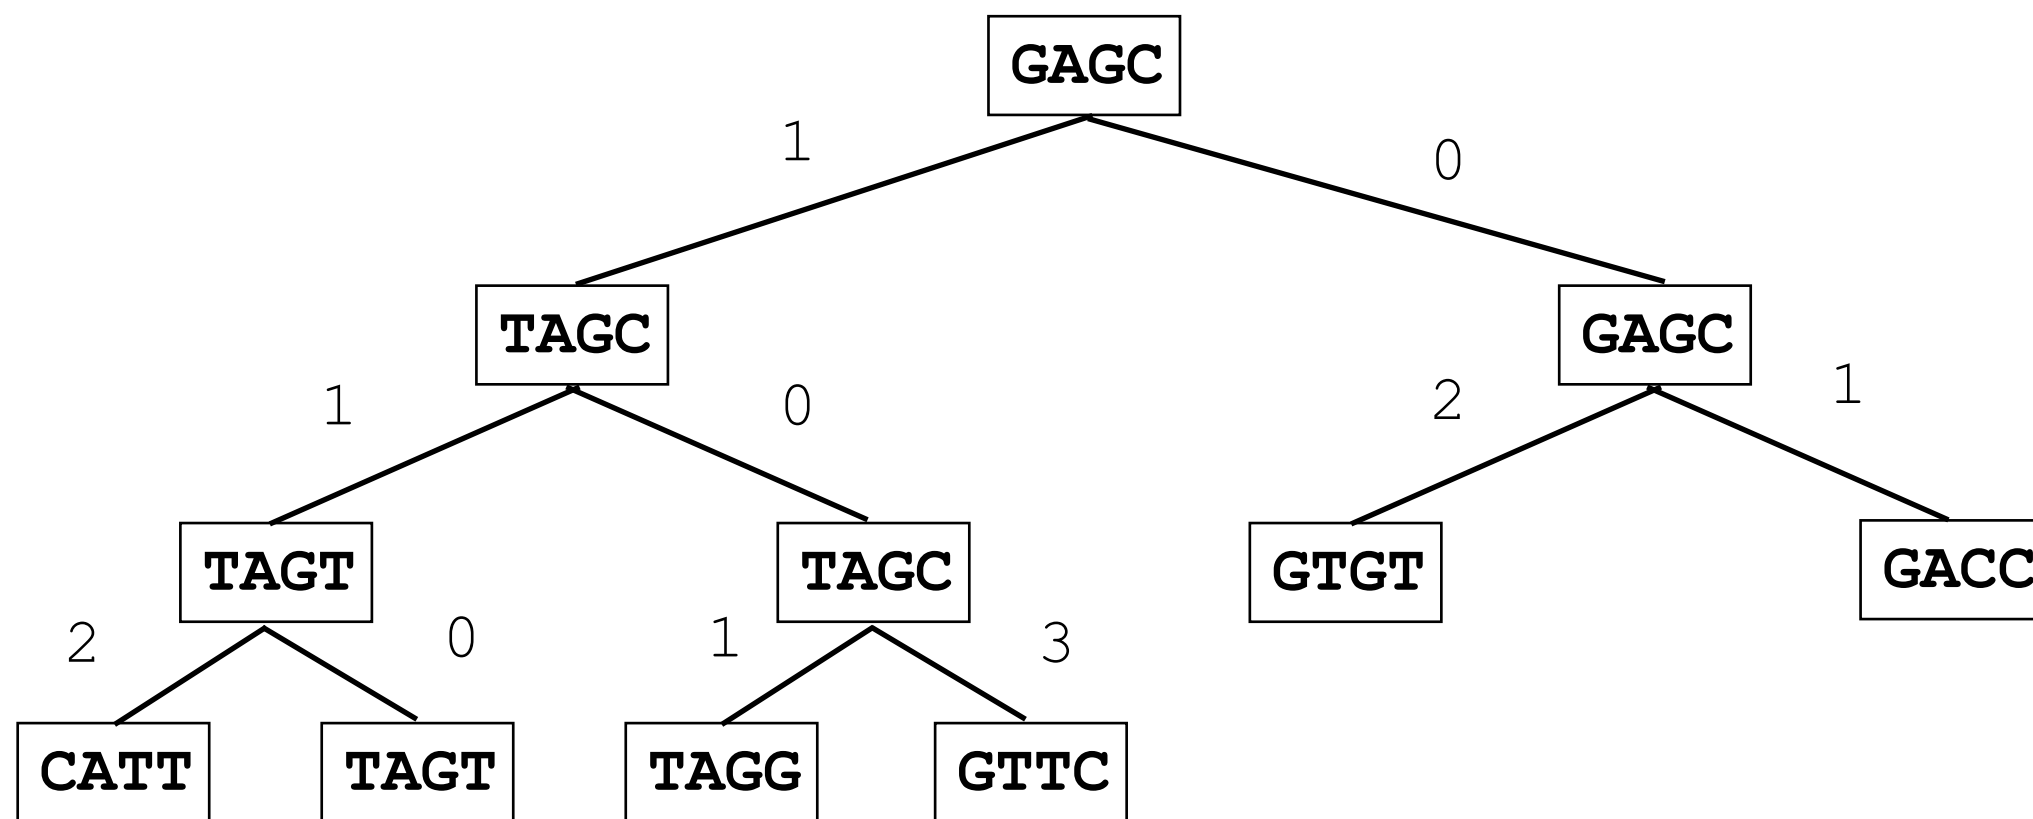 GAGC
1 0
TAGC GAGC
1 0 2 1
TAGT TAGC GTGT GACC
2 0 1 3
CATT TAGT TAGG GTTC